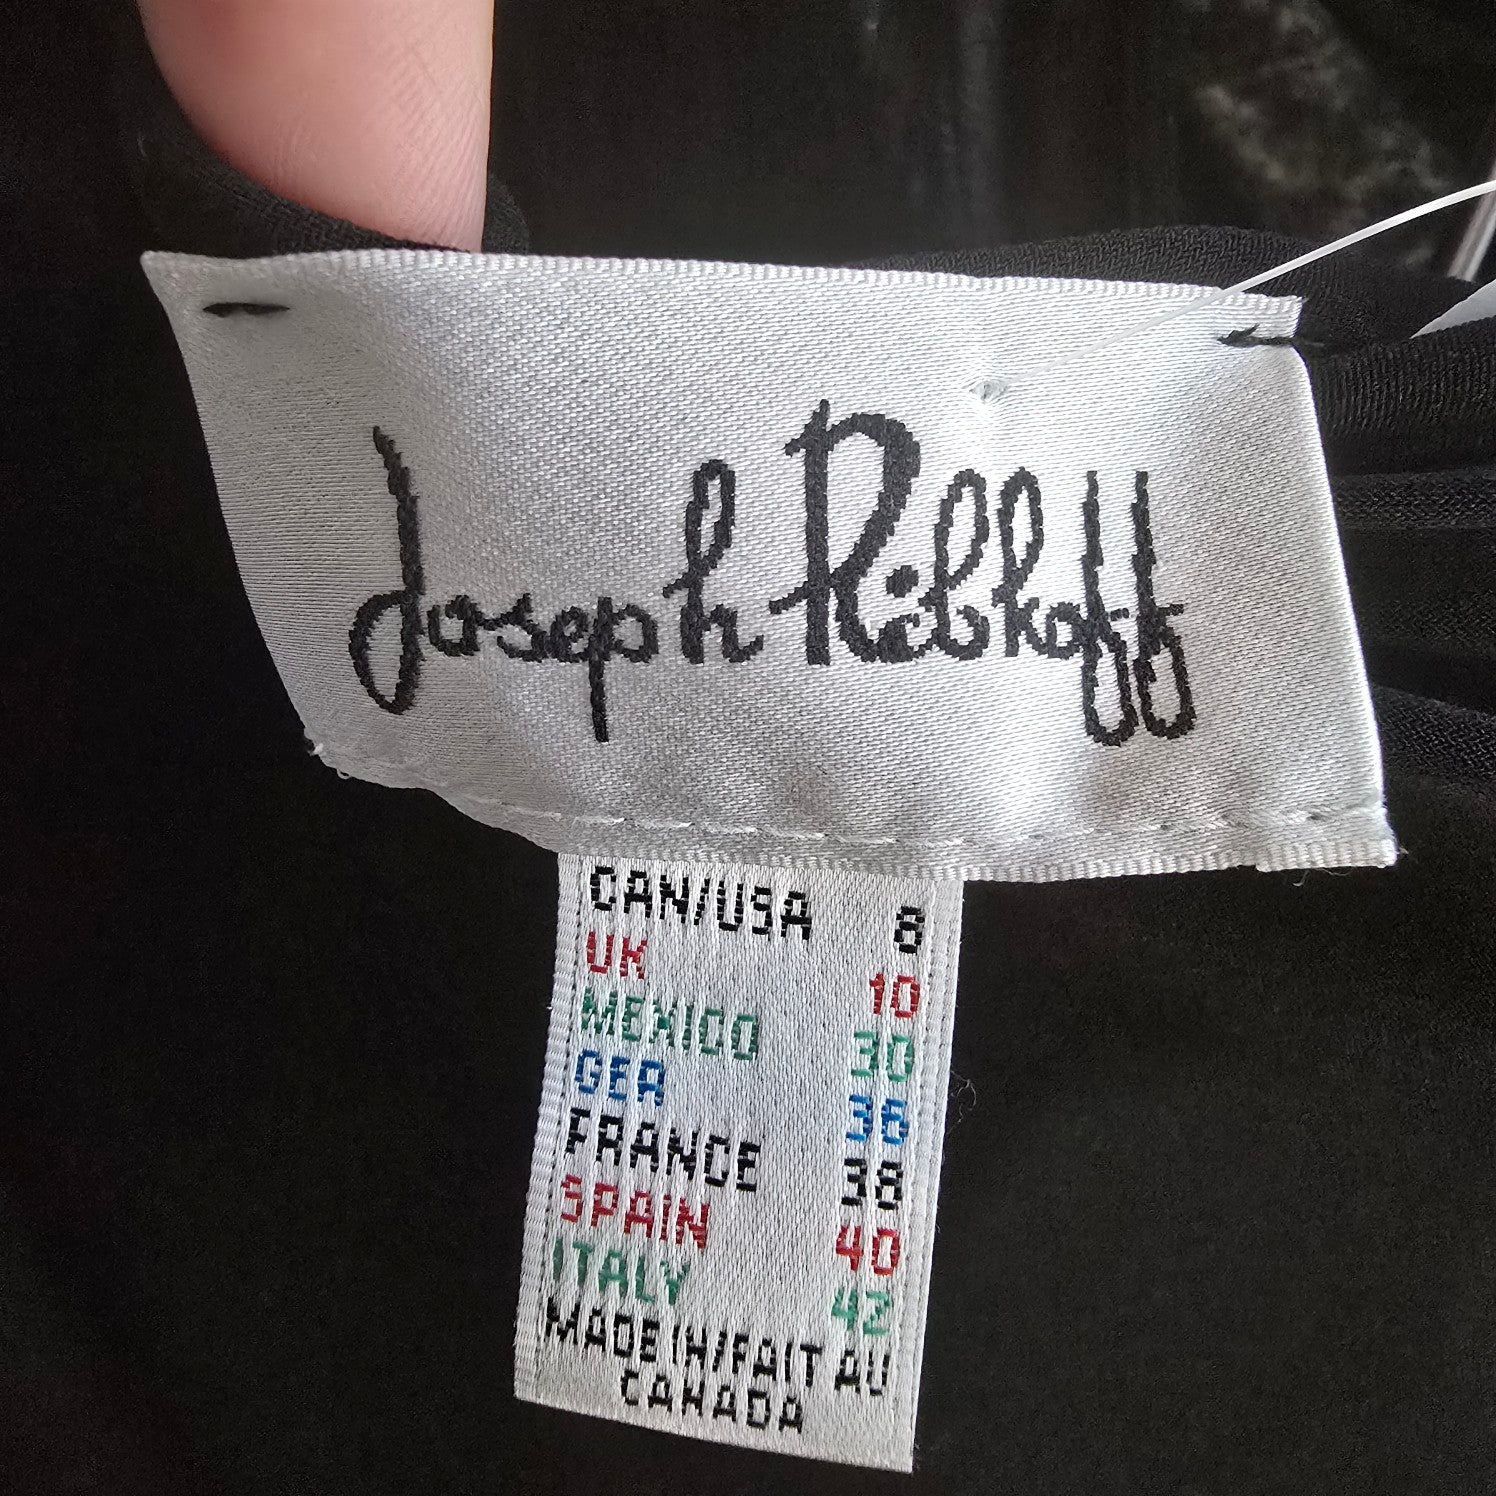 Joseph Ribkoff
CAN/USA 8
UK 10
MEXICO 30
GER 36
FRANCE 38
SPAIN 40
ITALY 42
MADE IN/FAIT AU
CANADA